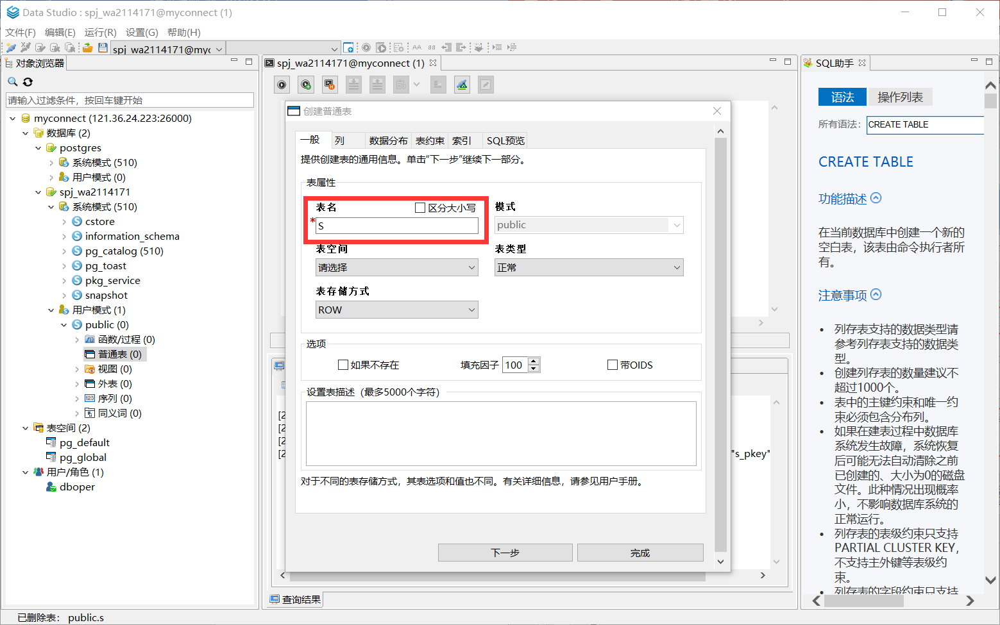 Data Studio : spj_wa2114171@myconnect (1)
文件(F) 编辑(E) 运行(R) 设置(G) 帮助(H)
spj_wa2114171@my
AA aa
对象浏览器
请输入过滤条件，按回车键开始
myconnect (121.36.24.223:26000)
数据库 (2)
postgres
系统模式 (510)
用户模式 (0)
spj_wa2114171
系统模式 (510)
cstore
information_schema
pg_catalog (510)
pg_toast
pkg_service
snapshot
用户模式 (1)
public (0)
函数/过程 (0)
普通表 (0)
视图 (0)
外表 (0)
序列 (0)
同义词 (0)
表空间 (2)
pg_default
pg_global
用户/角色 (1)
dboper
spj_wa2114171@myconnect (1)
创建普通表
一般 列 数据分布 表约束 索引 SQL预览
提供创建表的通用信息。单击“下一步”继续下一部分。
表属性
表名 区分大小写 模式
*S public
表空间 表类型
请选择 正常
表存储方式
ROW
选项
如果不存在 填充因子 100 带OIDS
设置表描述（最多5000个字符）
对于不同的表存储方式，其表选项和值也不同。有关详细信息，请参见用户手册。
下一步 完成
[2
[2
[2
[2 "s_pkey"
查询结果
SQL助手
语法 操作列表
所有语法: CREATE TABLE
CREATE TABLE
功能描述
在当前数据库中创建一个新的
空白表，该表由命令执行者所
有。
注意事项
• 列存表支持的数据类型请
参考列存表支持的数据类
型。
• 创建列存表的数量建议不
超过1000个。
• 表中的主键约束和唯一约
束必须包含分布列。
• 如果在建表过程中数据库
系统发生故障，系统恢复
后可能无法自动清除之前
已创建的、大小为0的磁盘
文件。此种情况出现概率
小，不影响数据库系统的
正常运行。
• 列存表的表级约束只支持
PARTIAL CLUSTER KEY，
不支持主外键等表级约
束。
• 列存表的字段约束只支持
已删除表： public.s